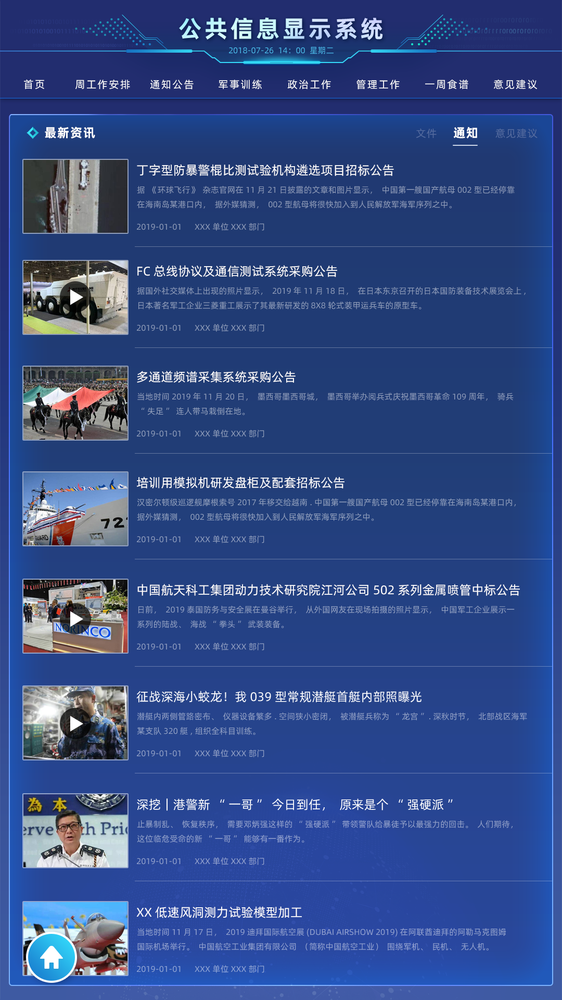 公共信息显示系统
2018-07-26 14：00 星期二
首页 周工作安排 通知公告 军事训练 政治工作 管理工作 一周食谱 意见建议
最新资讯 文件 通知 意见建议
丁字型防暴警棍比测试验机构遴选项目招标公告
据 《环球飞行》 杂志官网在 11 月 21 日披露的文章和图片显示， 中国第一艘国产航母 002 型已经停靠
在海南岛某港口内， 据外媒猜测， 002 型航母将很快加入到人民解放军海军序列之中。
2019-01-01 XXX 单位 XXX 部门
FC 总线协议及通信测试系统采购公告
据国外社交媒体上出现的照片显示， 2019 年 11 月 18 日， 在日本东京召开的日本国防装备技术展览会上 ,
日本著名军工企业三菱重工展示了其最新研发的 8X8 轮式装甲运兵车的原型车。
2019-01-01 XXX 单位 XXX 部门
多通道频谱采集系统采购公告
当地时间 2019 年 11 月 20 日， 墨西哥墨西哥城， 墨西哥举办阅兵式庆祝墨西哥革命 109 周年， 骑兵
“ 失足 ” 连人带马栽倒在地。
2019-01-01 XXX 单位 XXX 部门
培训用模拟机研发盘柜及配套招标公告
汉密尔顿级巡逻舰摩根索号 2017 年移交给越南 . 中国第一艘国产航母 002 型已经停靠在海南岛某港口内，
据外媒猜测， 002 型航母将很快加入到人民解放军海军序列之中。
2019-01-01 XXX 单位 XXX 部门
72
GUARD
中国航天科工集团动力技术研究院江河公司 502 系列金属喷管中标公告
日前， 2019 泰国防务与安全展在曼谷举行， 从外国网友在现场拍摄的照片显示， 中国军工企业展示一
系列的陆战、 海战 “ 拳头 ” 武装装备。
2019-01-01 XXX 单位 XXX 部门
NORINCO
征战深海小蛟龙！我 039 型常规潜艇首艇内部照曝光
潜艇内两侧管路密布、 仪器设备繁多 . 空间狭小密闭， 被潜艇兵称为 “ 龙宫 ” . 深秋时节， 北部战区海军
某支队 320 艇 , 组织全科目训练。
2019-01-01 XXX 单位 XXX 部门
深挖｜港警新 “ 一哥 ” 今日到任， 原来是个 “ 强硬派 ”
止暴制乱、 恢复秩序， 需要邓炳强这样的 “ 强硬派 ” 带领警队给暴徒予以最强力的回击。 人们期待，
这位临危受命的新 “ 一哥 ” 能够有一番作为。
2019-01-01 XXX 单位 XXX 部门
為 本
XX 低速风洞测力试验模型加工
当地时间 11 月 17 日， 2019 迪拜国际航空展 (DUBAI AIRSHOW 2019) 在阿联酋迪拜的阿勒马克图姆
国际机场举行。 中国航空工业集团有限公司 （简称中国航空工业） 围绕军机、 民机、 无人机。
2019-01-01 XXX 单位 XXX 部门